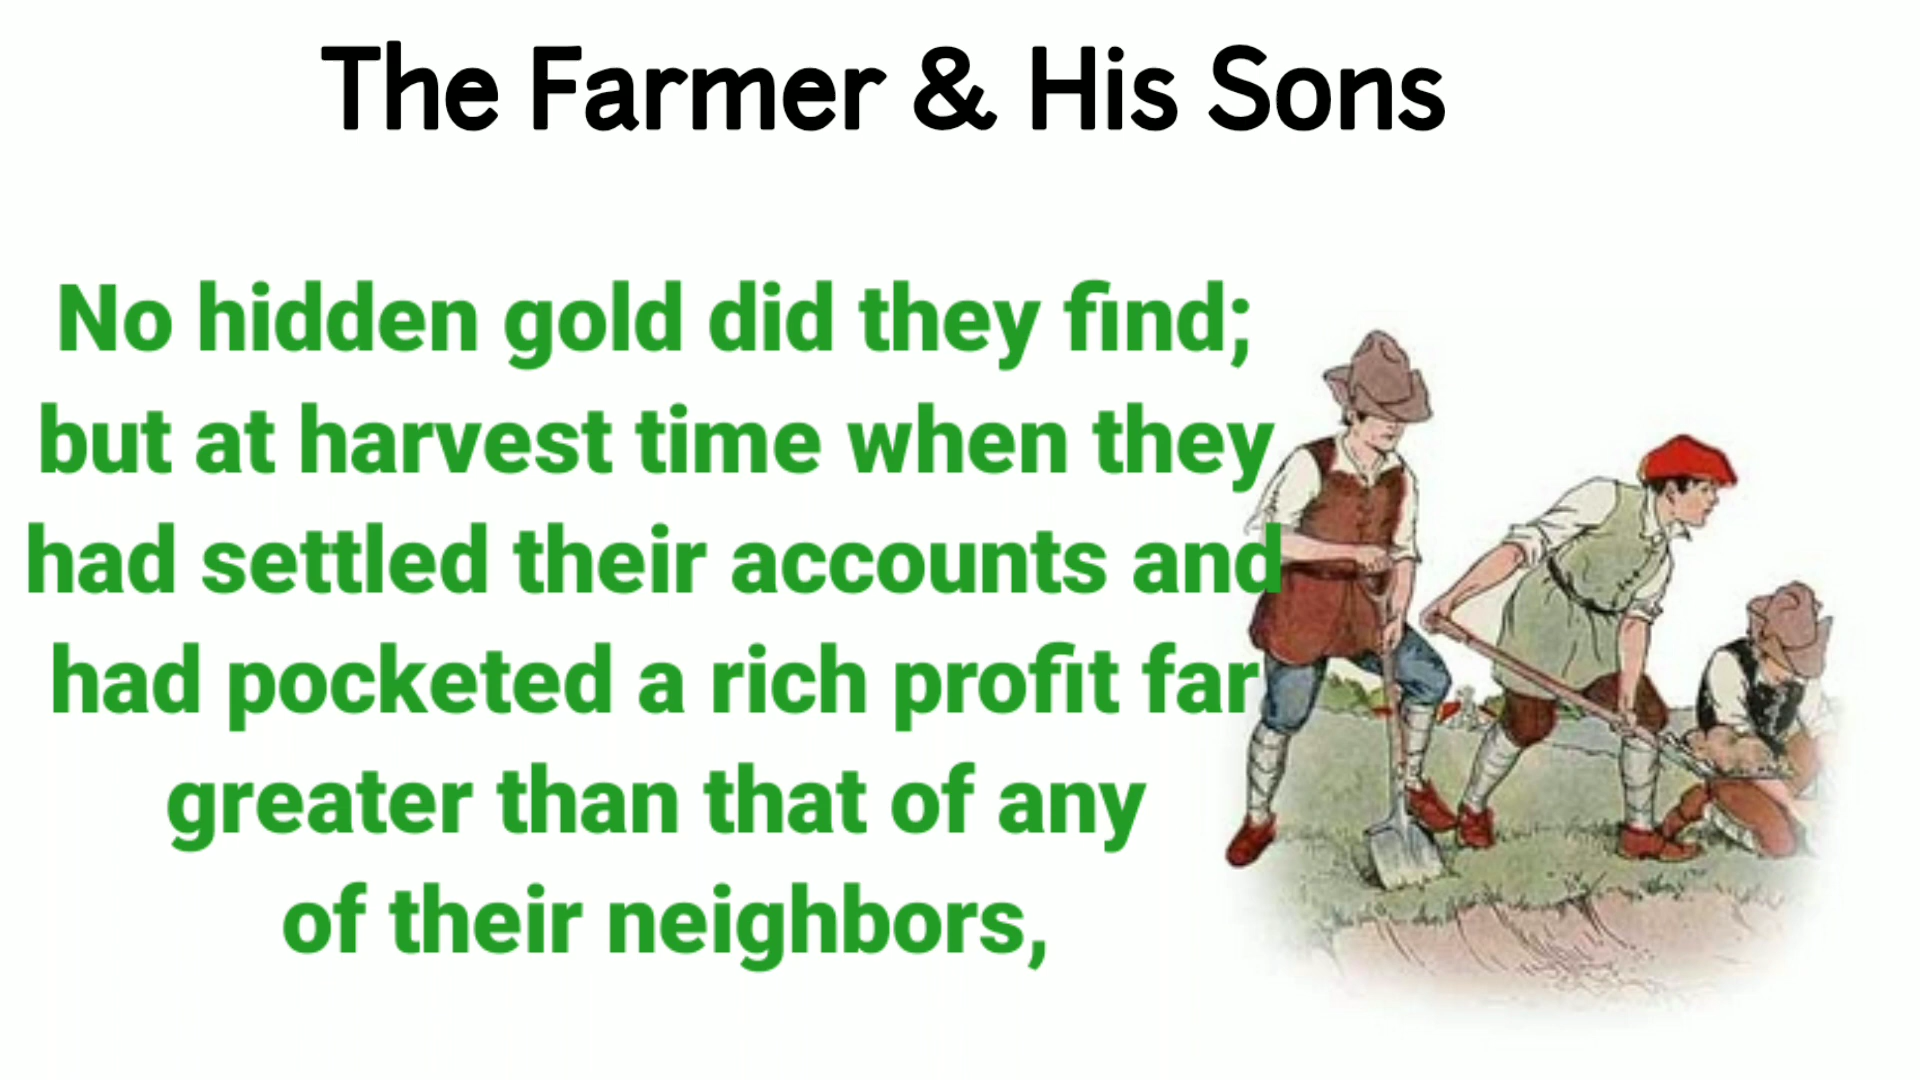 The Farmer & His Sons
No hidden gold did they find;
but at harvest time when they
had settled their accounts and
had pocketed a rich profit far
greater than that of any
of their neighbors,